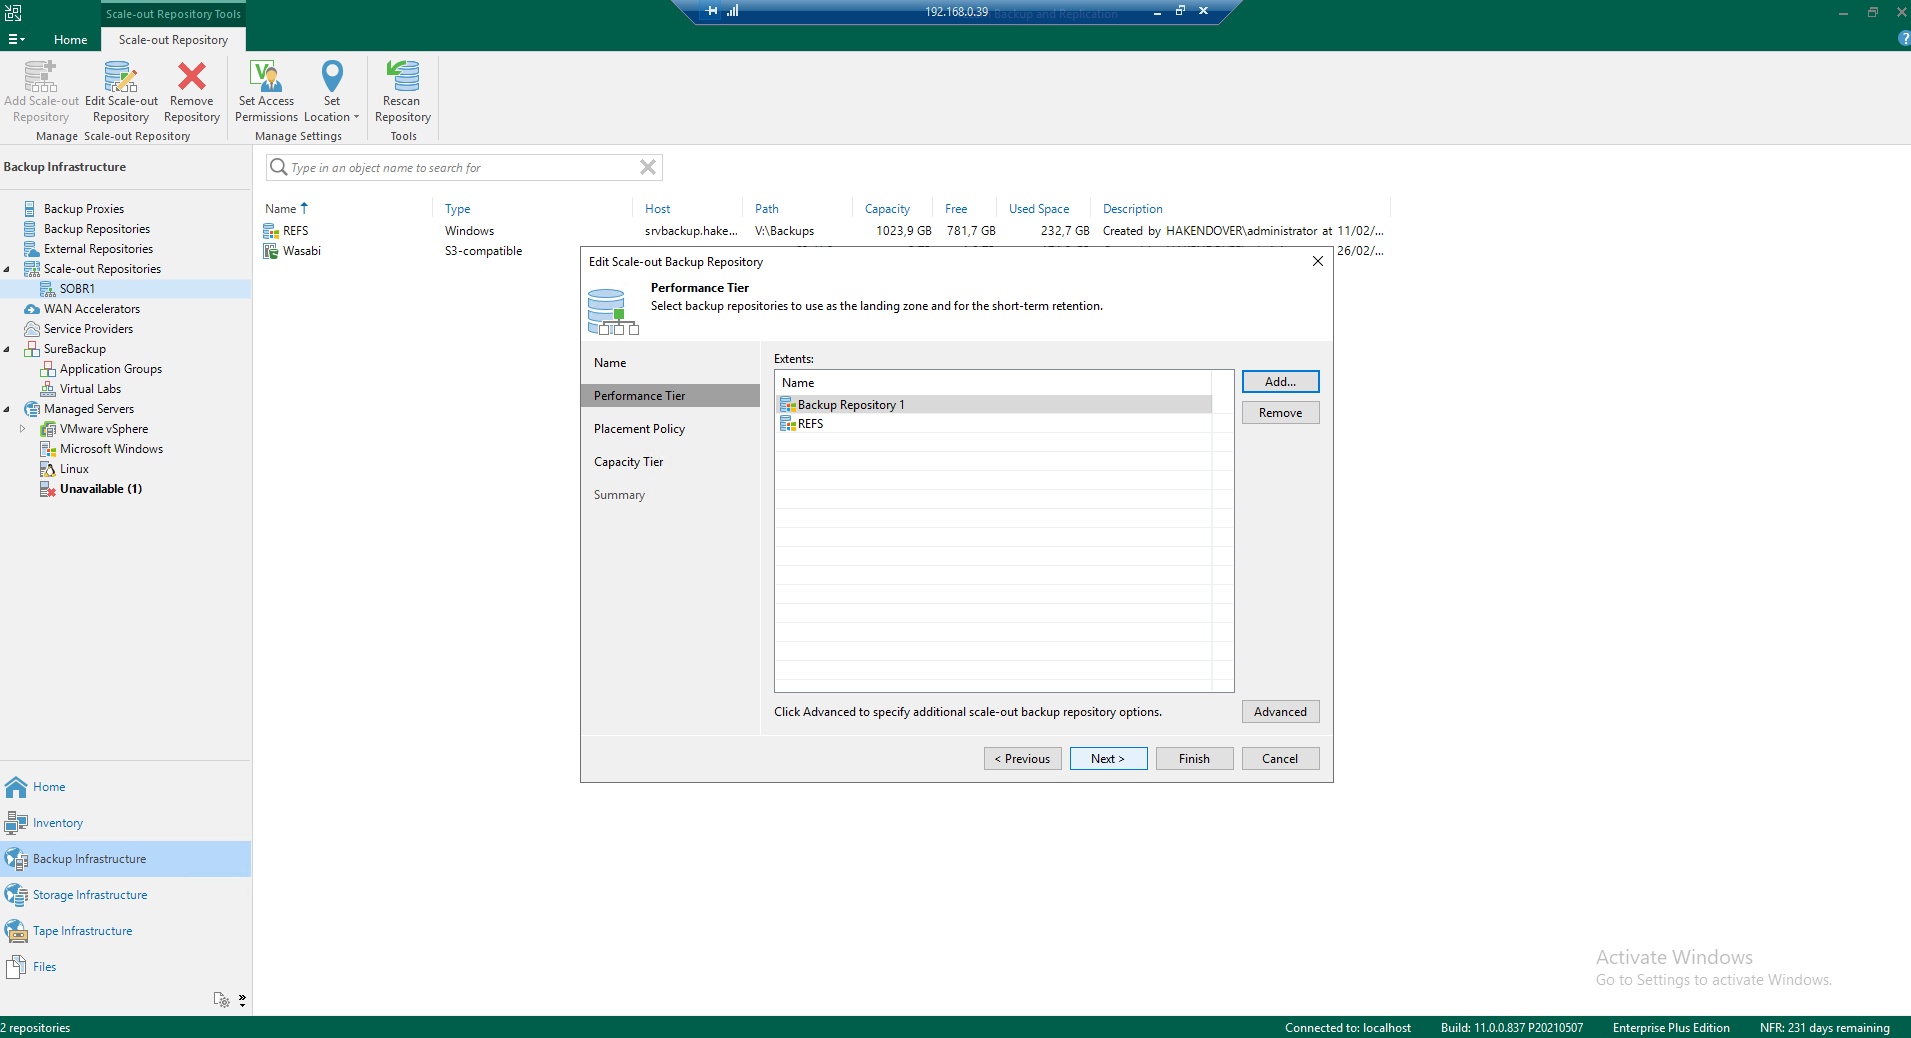 Scale-out Repository Tools
192.168.0.39
Backup and Replication
Home
Scale-out Repository
Add Scale-out Repository
Edit Scale-out Repository
Remove Repository
Set Access Permissions
Set Location
Rescan Repository
Manage Scale-out Repository
Manage Settings
Tools
Backup Infrastructure
Type in an object name to search for
Backup Proxies
Backup Repositories
External Repositories
Scale-out Repositories
SOBR1
WAN Accelerators
Service Providers
SureBackup
Application Groups
Virtual Labs
Managed Servers
VMware vSphere
Microsoft Windows
Linux
Unavailable (1)
Name Type Host Path Capacity Free Used Space Description
REFS Windows srvbackup.hake... V:\Backups 1023,9 GB 781,7 GB 232,7 GB Created by HAKENDOVER\administrator at 11/02/...
Wasabi S3-compatible 26/02/...
Edit Scale-out Backup Repository
Performance Tier
Select backup repositories to use as the landing zone and for the short-term retention.
Name
Performance Tier
Placement Policy
Capacity Tier
Summary
Extents:
Name
Backup Repository 1
REFS
Add...
Remove
Click Advanced to specify additional scale-out backup repository options.
Advanced
< Previous
Next >
Finish
Cancel
Home
Inventory
Backup Infrastructure
Storage Infrastructure
Tape Infrastructure
Files
Activate Windows
Go to Settings to activate Windows.
2 repositories
Connected to: localhost
Build: 11.0.0.837 P20210507
Enterprise Plus Edition
NFR: 231 days remaining